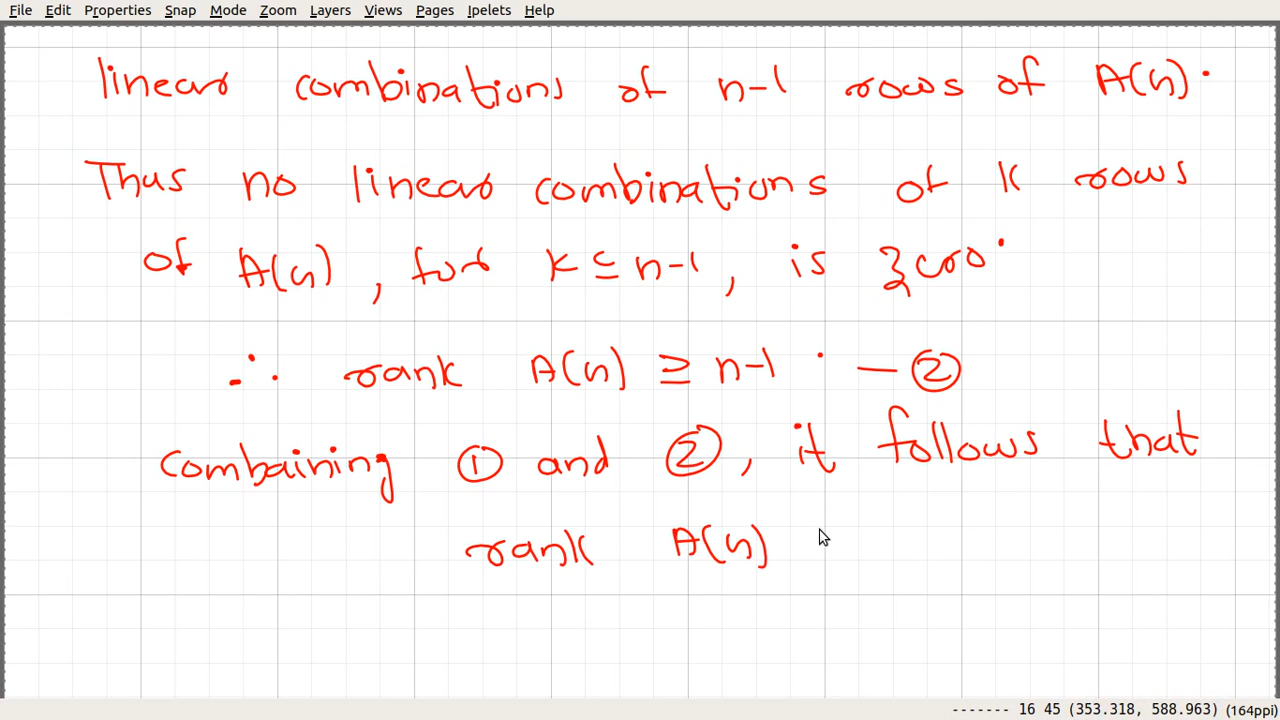 File Edit Properties Snap Mode Zoom Layers Views Pages Ipelets Help
linear combinations of n-1 rows of A(n).
Thus no linear combinations of k rows
of A(n), for k ≤ n-1, is zero.
∴ rank A(n) ≥ n-1. — ②
combaining ① and ②, it follows that
rank A(n)
------- 16 45 (353.318, 588.963) (164ppi)